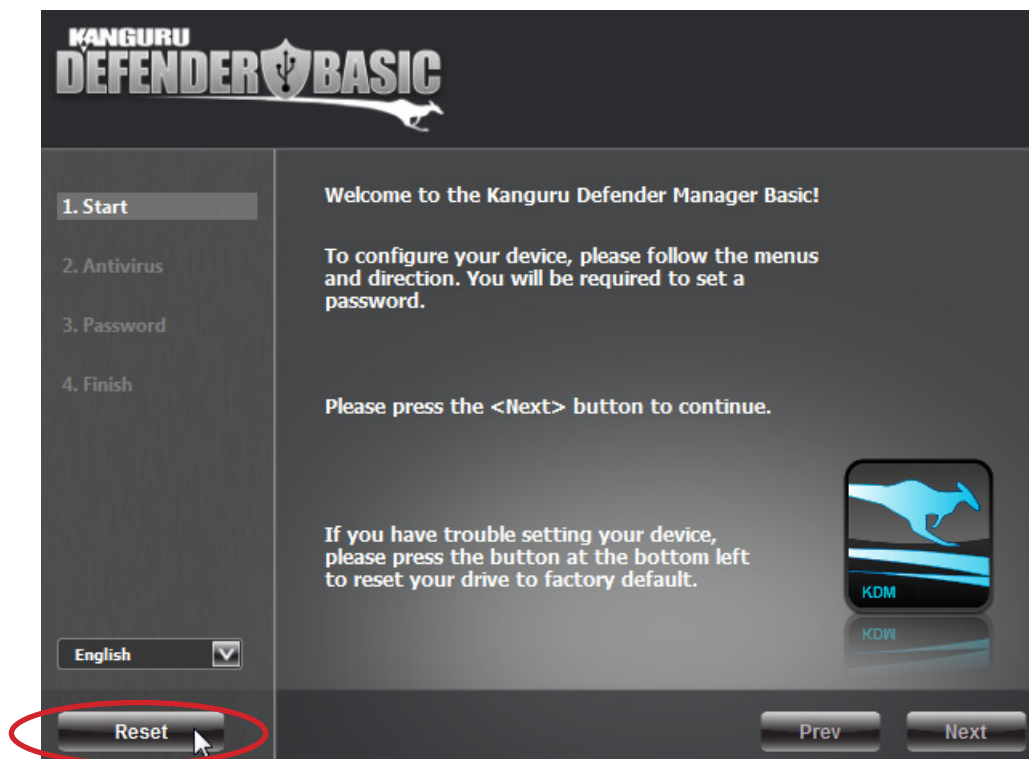 KANGURU
DEFENDER BASIC
1. Start
2. Antivirus
3. Password
4. Finish
English
Reset
Welcome to the Kanguru Defender Manager Basic!
To configure your device, please follow the menus
and direction. You will be required to set a
password.
Please press the <Next> button to continue.
If you have trouble setting your device,
please press the button at the bottom left
to reset your drive to factory default.
KDM
Prev
Next